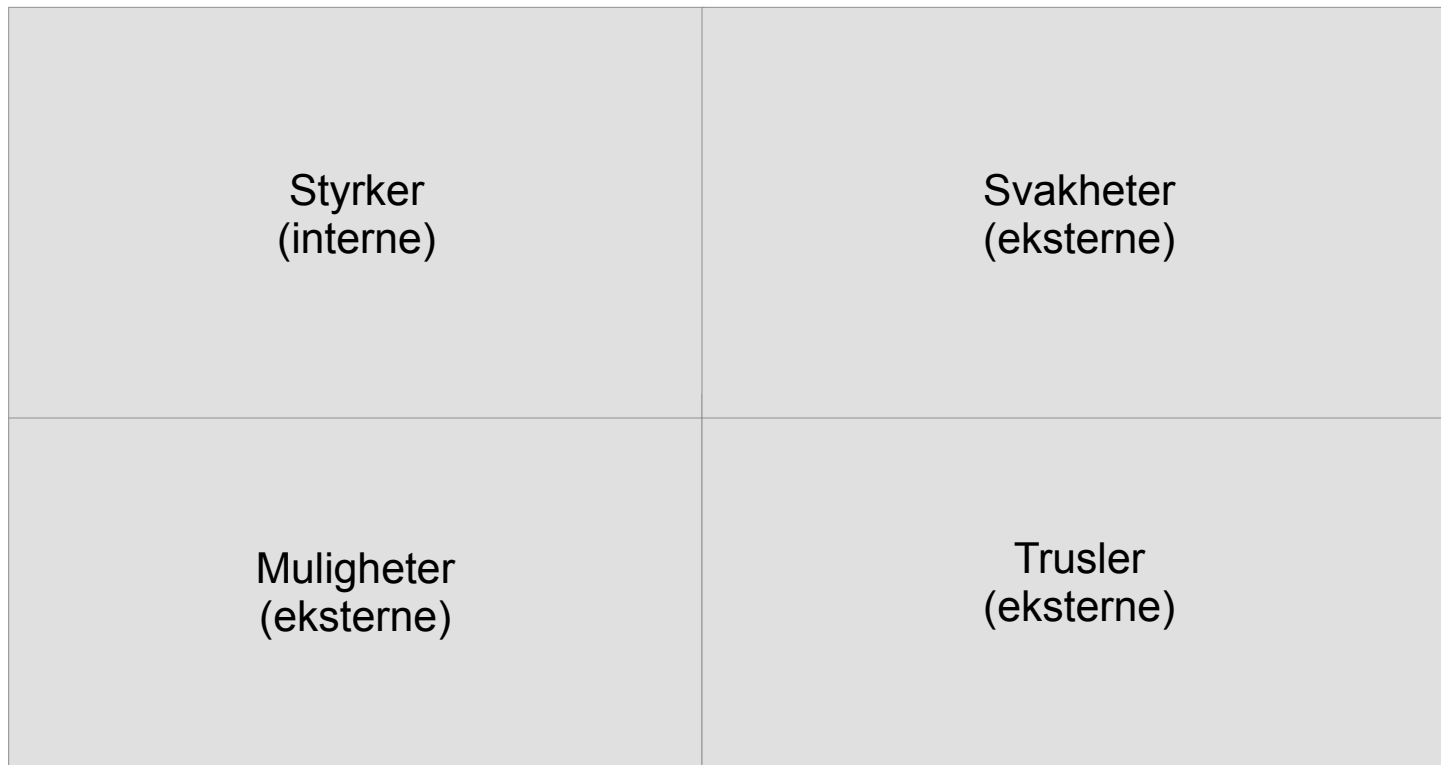 Styrker
(interne)
Svakheter
(eksterne)
Muligheter
(eksterne)
Trusler
(eksterne)